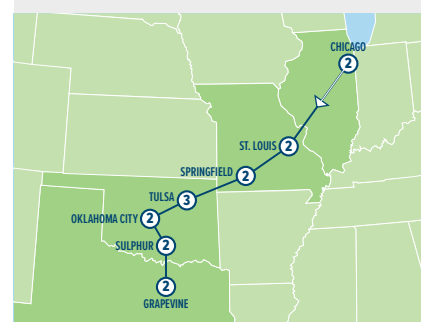 CHICAGO
2
ST. LOUIS 2
SPRINGFIELD 2
TULSA 3
OKLAHOMA CITY 2
SULPHUR 2
2
GRAPEVINE